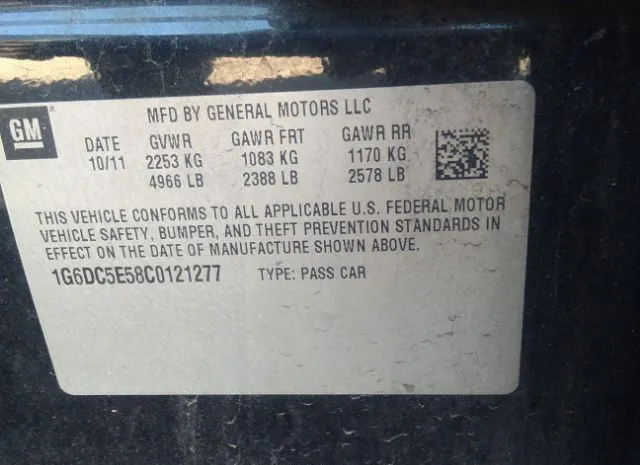 GM
MFD BY GENERAL MOTORS LLC
DATE GVWR GAWR FRT GAWR RR
10/11 2253 KG 1083 KG 1170 KG
4966 LB 2388 LB 2578 LB
THIS VEHICLE CONFORMS TO ALL APPLICABLE U.S. FEDERAL MOTOR
VEHICLE SAFETY, BUMPER, AND THEFT PREVENTION STANDARDS IN
EFFECT ON THE DATE OF MANUFACTURE SHOWN ABOVE.
1G6DC5E58C0121277 TYPE: PASS CAR